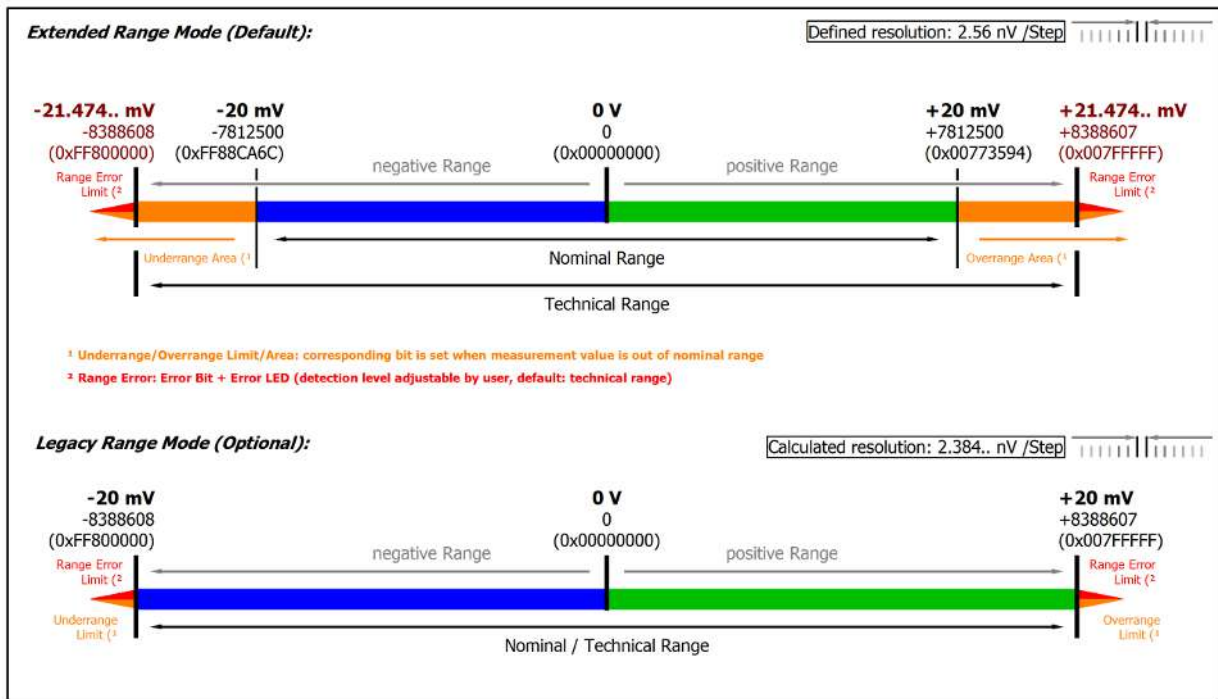 Extended Range Mode (Default):
Defined resolution: 2.56 nV /Step
-21.474.. mV
-8388608
(0xFF800000)
-20 mV
-7812500
(0xFF88CA6C)
0 V
0
(0x00000000)
+20 mV
+7812500
(0x00773594)
+21.474.. mV
+8388607
(0x007FFFFF)
Range Error
Limit (²
negative Range
positive Range
Range Error
Limit (²
Underrange Area (¹
Nominal Range
Overrange Area (¹
Technical Range
¹ Underrange/Overrange Limit/Area: corresponding bit is set when measurement value is out of nominal range
² Range Error: Error Bit + Error LED (detection level adjustable by user, default: technical range)
Legacy Range Mode (Optional):
Calculated resolution: 2.384.. nV /Step
-20 mV
-8388608
(0xFF800000)
0 V
0
(0x00000000)
+20 mV
+8388607
(0x007FFFFF)
Range Error
Limit (²
negative Range
positive Range
Range Error
Limit (²
Underrange
Limit (¹
Nominal / Technical Range
Overrange
Limit (¹